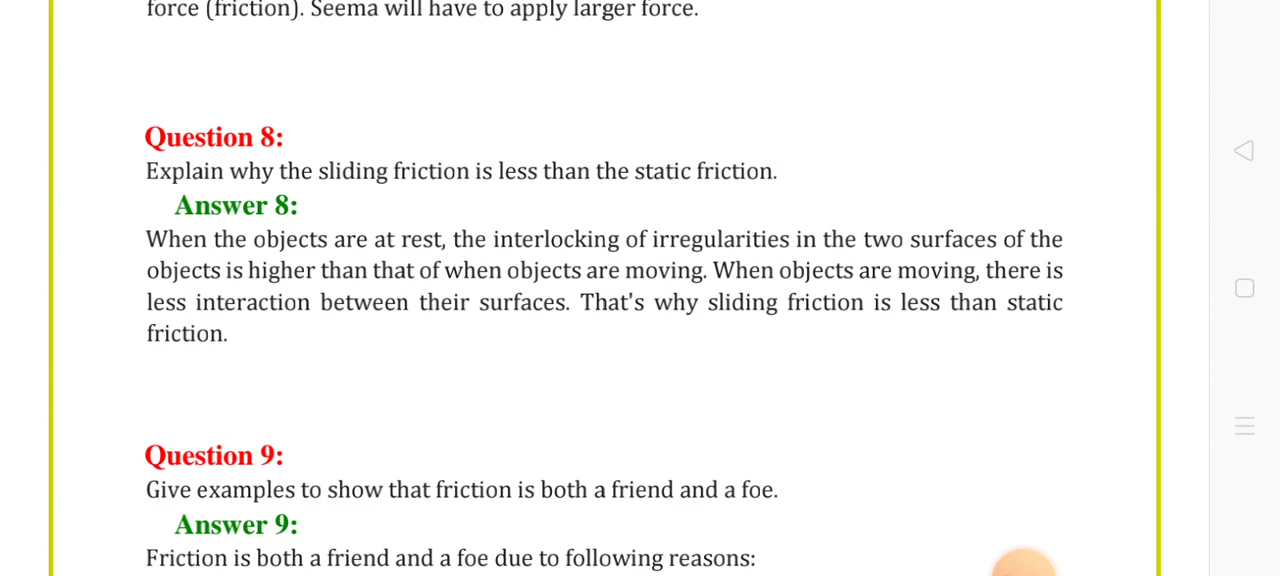 force (friction). Seema will have to apply larger force.
Question 8:
Explain why the sliding friction is less than the static friction.
Answer 8:
When the objects are at rest, the interlocking of irregularities in the two surfaces of the
objects is higher than that of when objects are moving. When objects are moving, there is
less interaction between their surfaces. That's why sliding friction is less than static
friction.
Question 9:
Give examples to show that friction is both a friend and a foe.
Answer 9:
Friction is both a friend and a foe due to following reasons: